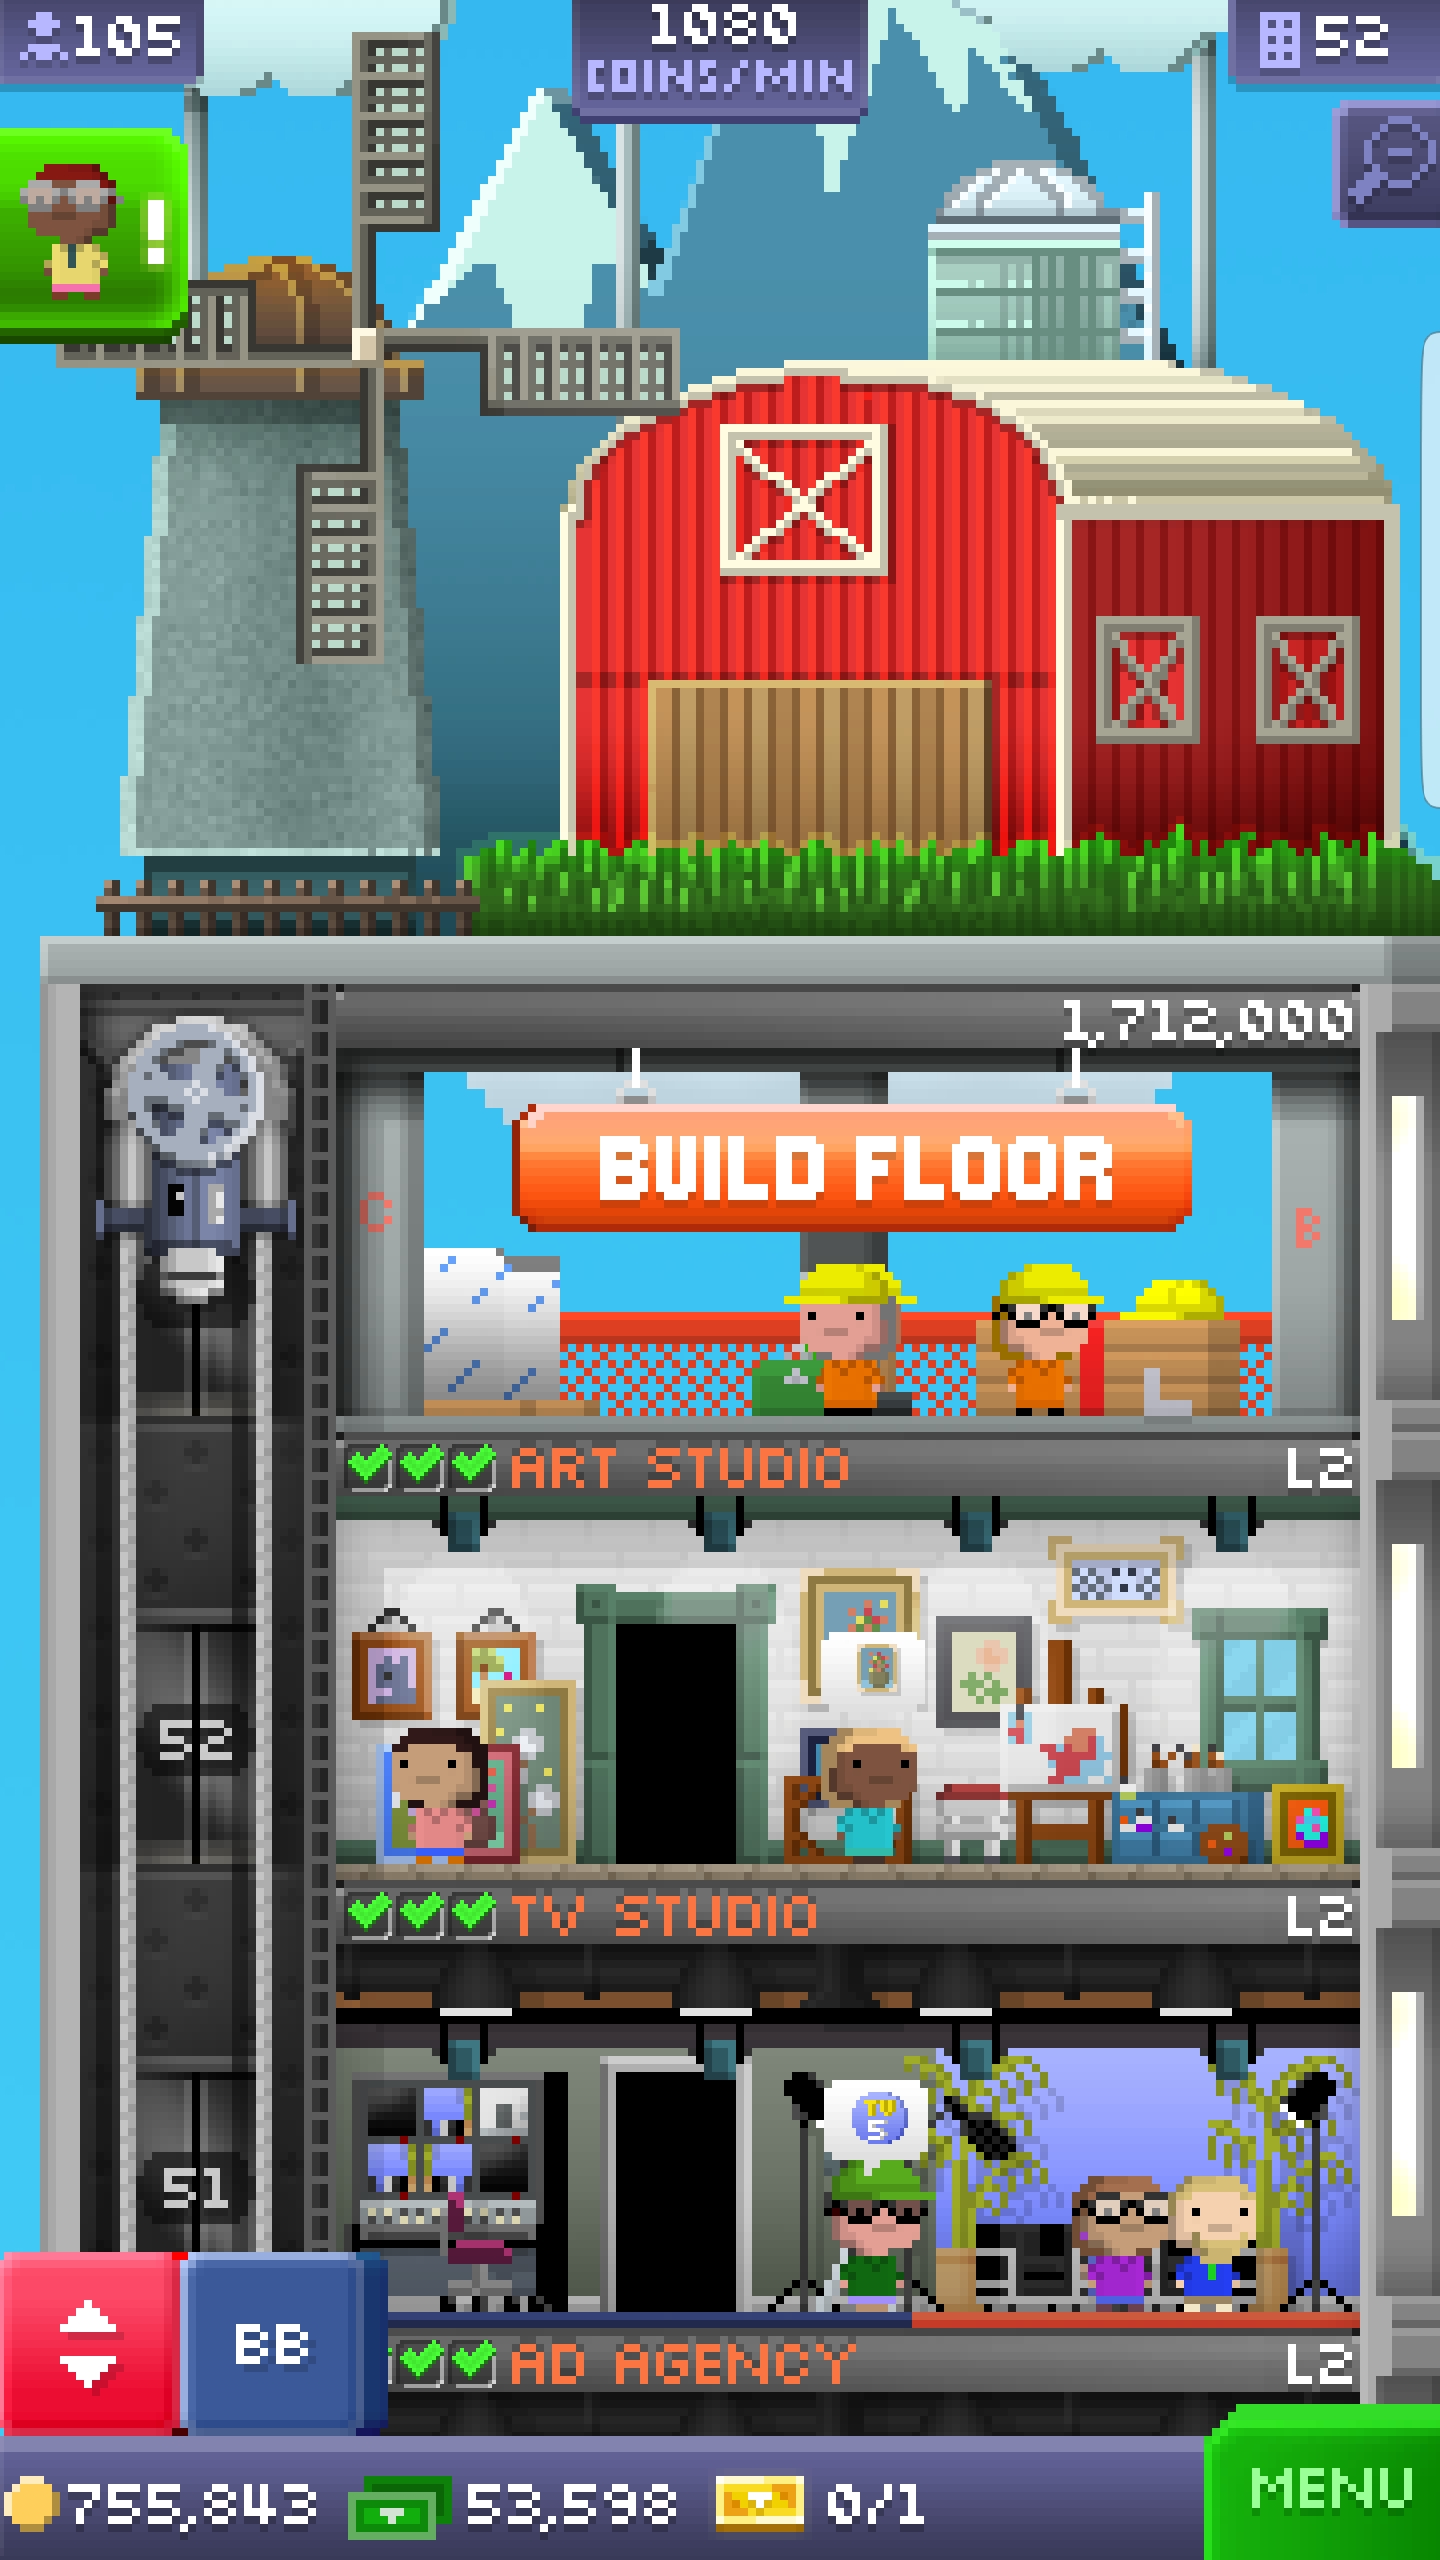 105
1080
COINS/MIN
52
!
1,712,000
BUILD FLOOR
C
B
ART STUDIO
L2
52
TV STUDIO
L2
TV
5
51
BB
AD AGENCY
L2
755,843
53,598
0/1
MENU